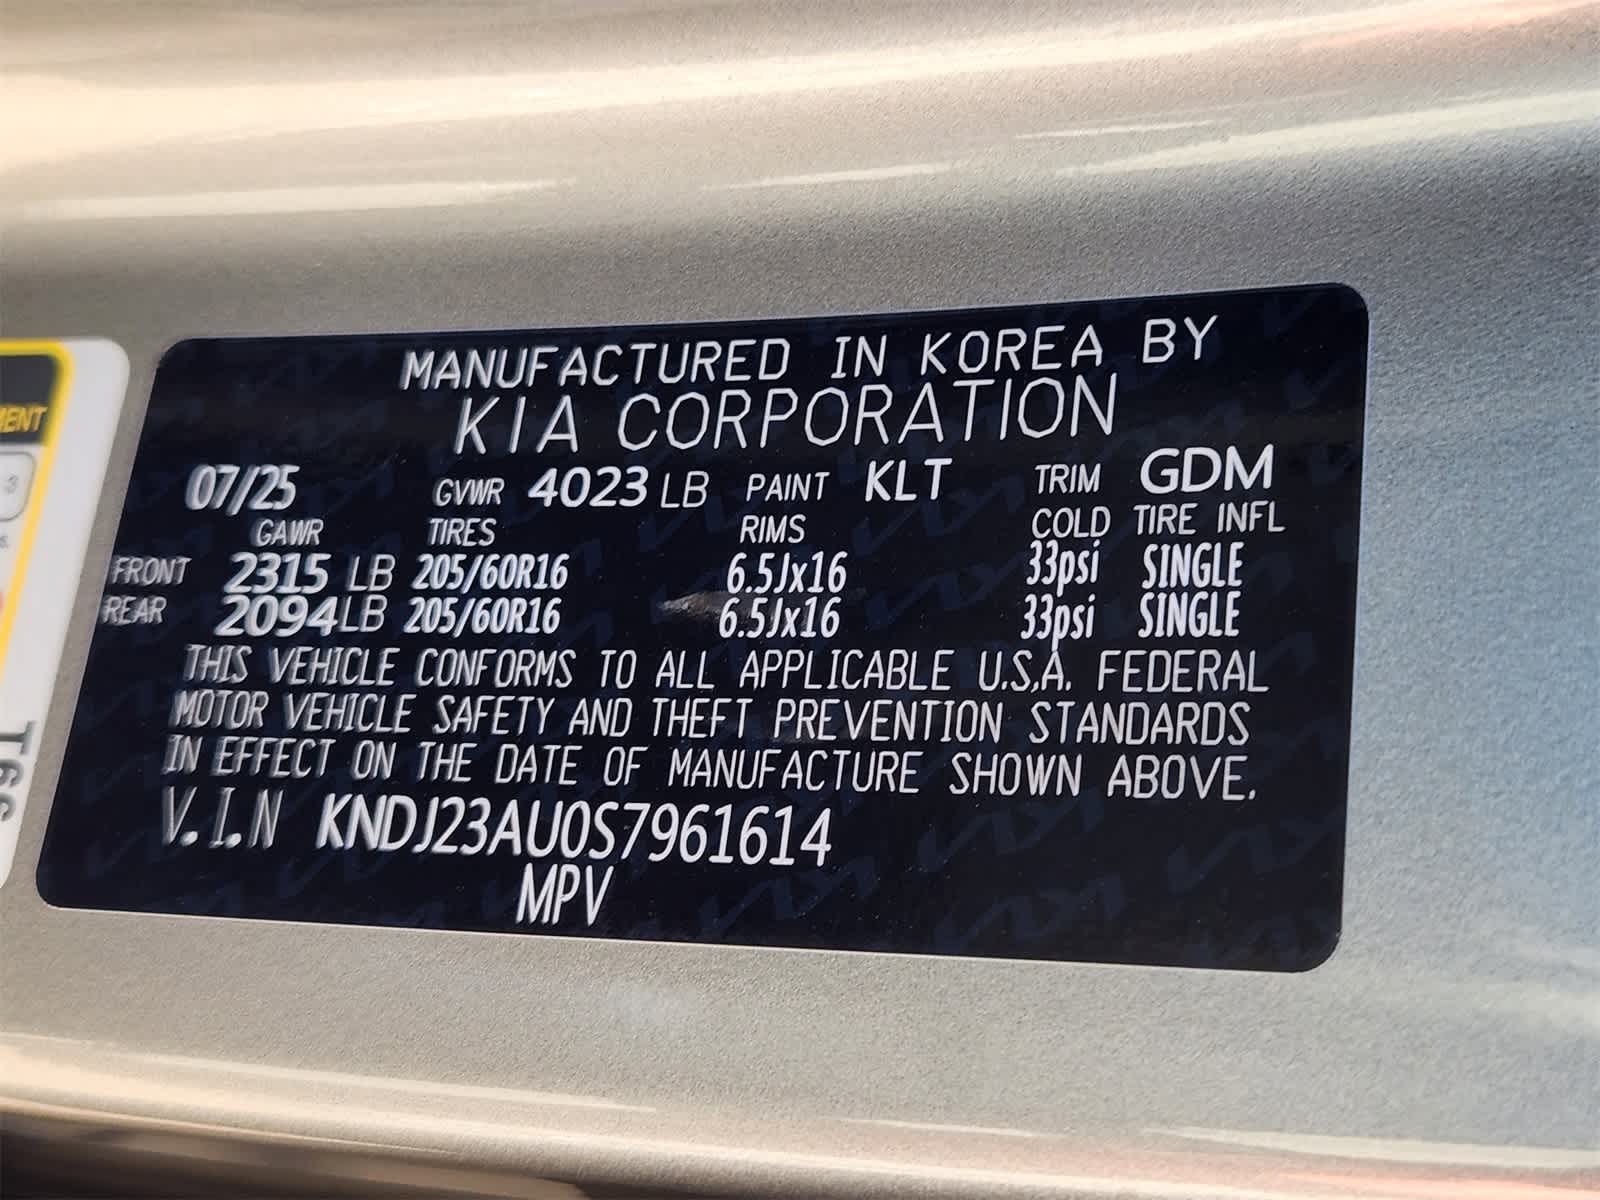 MANUFACTURED IN KOREA BY
KIA CORPORATION
07/25 GVWR 4023 LB PAINT KLT TRIM GDM
GAWR TIRES RIMS COLD TIRE INFL
FRONT 2315 LB 205/60R16 6.5Jx16 33psi SINGLE
REAR 2094 LB 205/60R16 6.5Jx16 33psi SINGLE
THIS VEHICLE CONFORMS TO ALL APPLICABLE U.S.A. FEDERAL
MOTOR VEHICLE SAFETY AND THEFT PREVENTION STANDARDS
IN EFFECT ON THE DATE OF MANUFACTURE SHOWN ABOVE.
V.I.N KNDJ23AU0S7961614
MPV